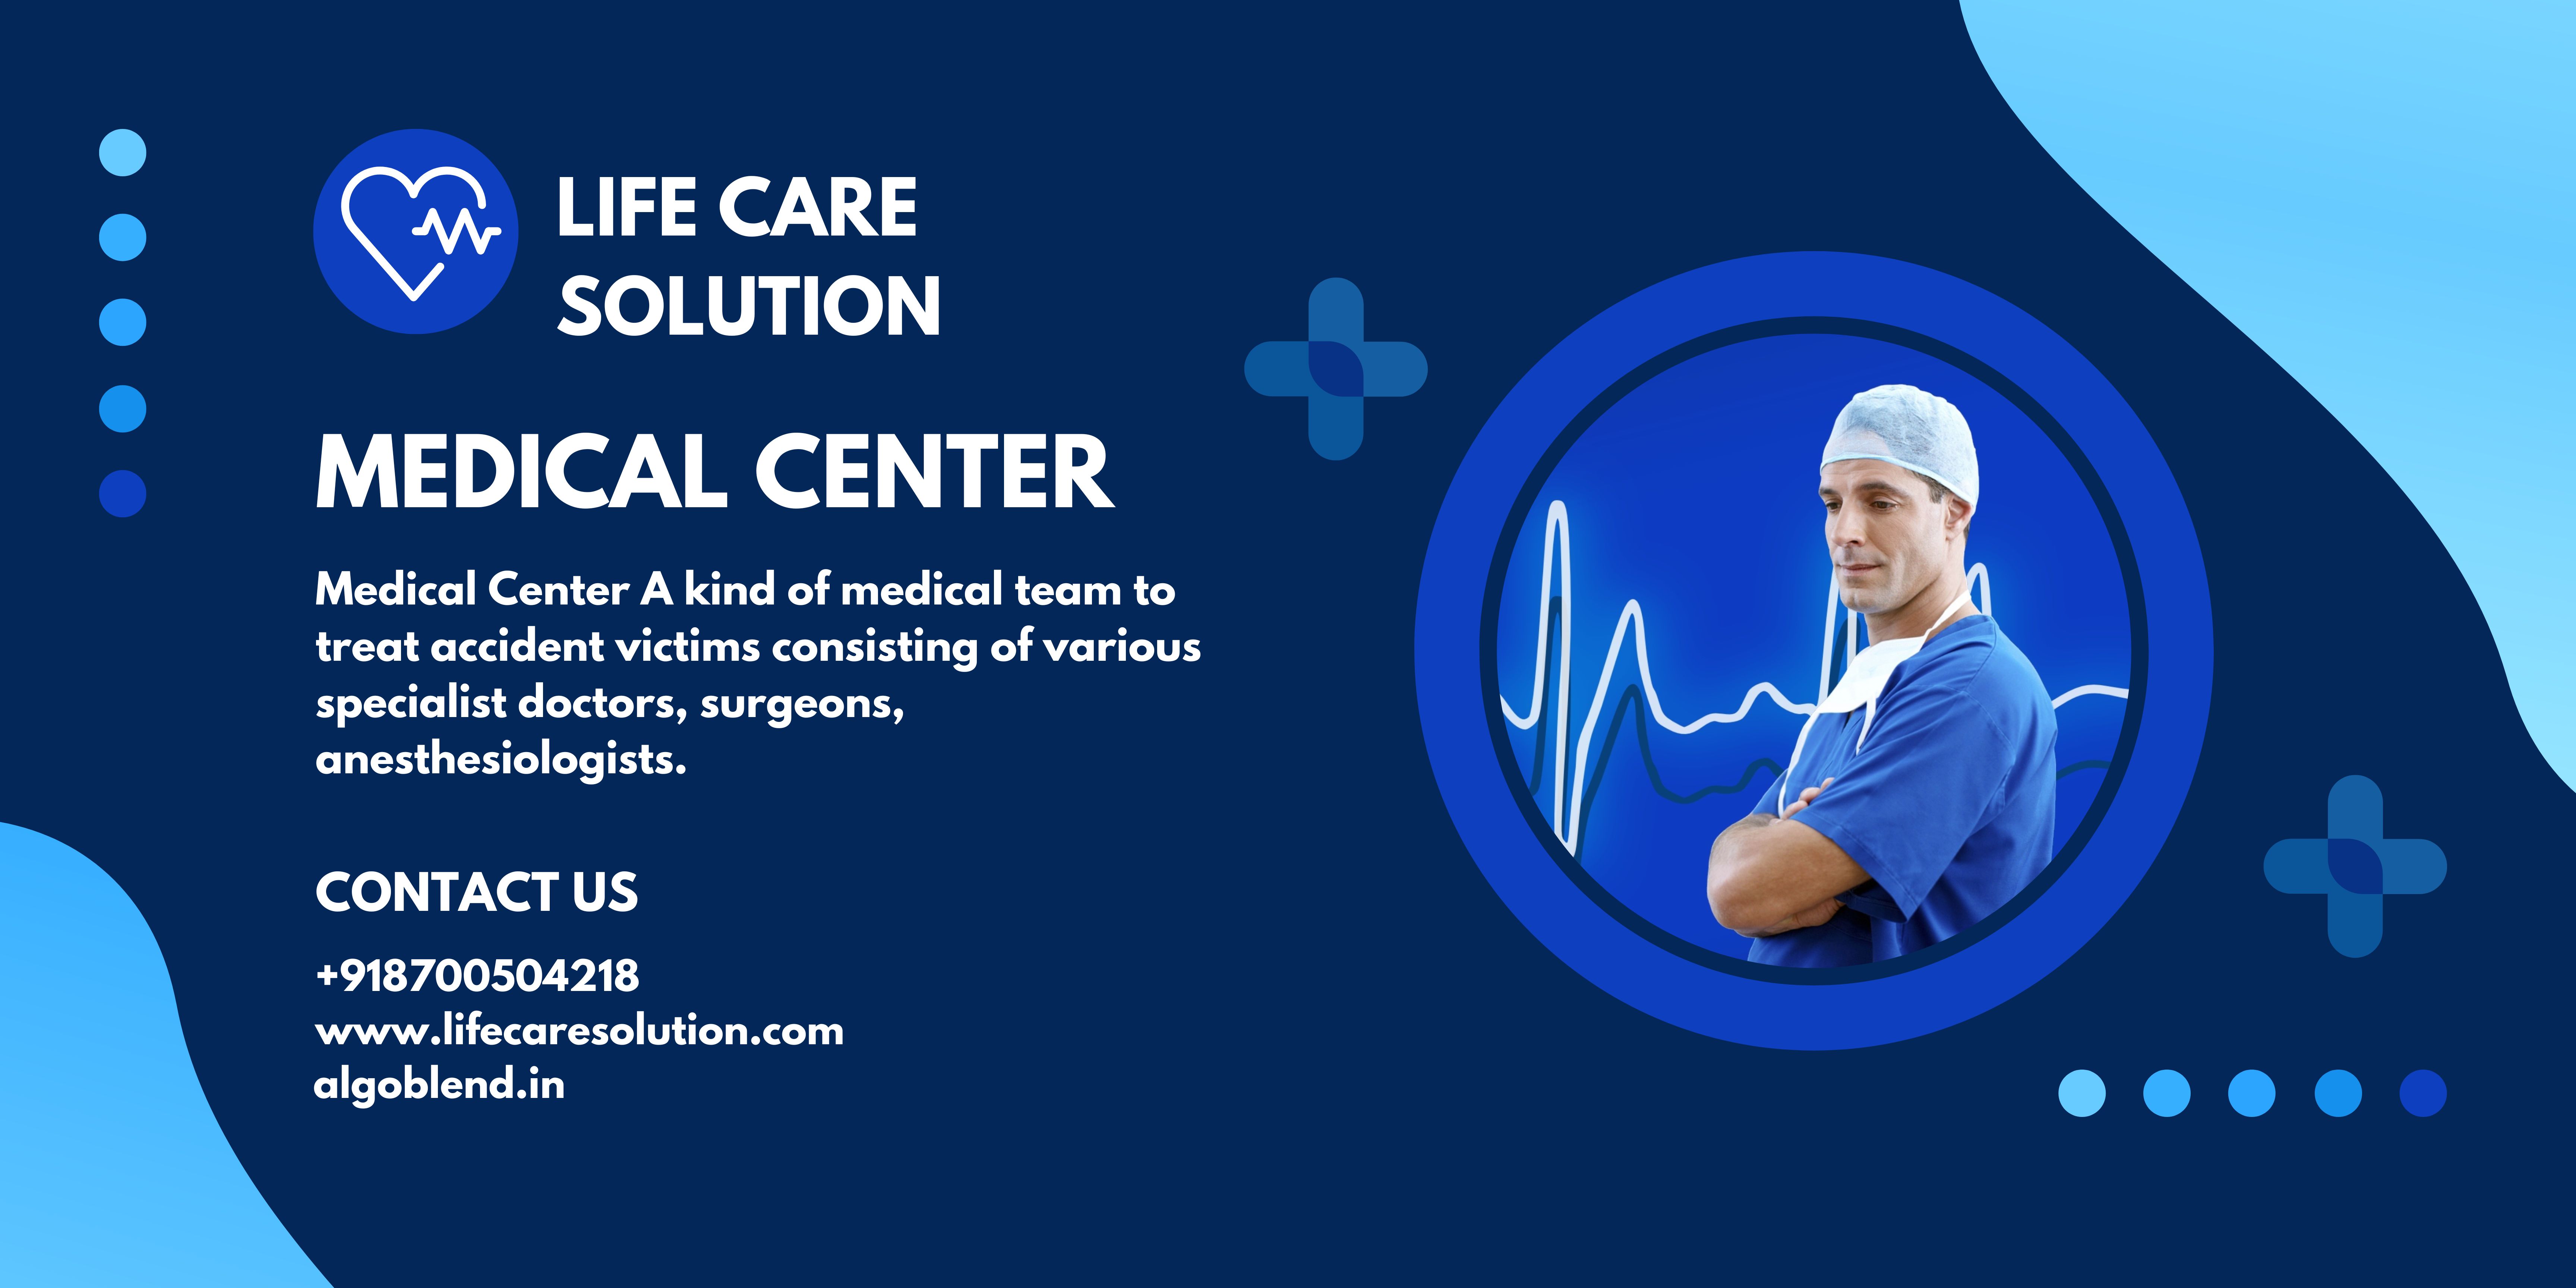 LIFE CARE
SOLUTION
MEDICAL CENTER
Medical Center A kind of medical team to
treat accident victims consisting of various
specialist doctors, surgeons,
anesthesiologists.
CONTACT US
+918700504218
www.lifecaresolution.com
algoblend.in